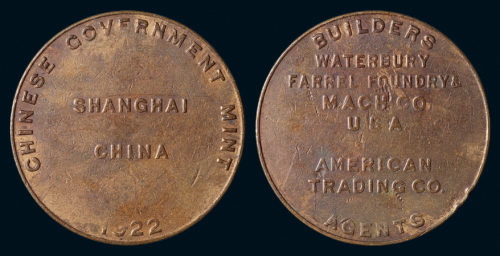 CHINESE GOVERNMENT MINT
SHANGHAI
CHINA
1922
BUILDERS
WATERBURY
FARREL FOUNDRY &
MACH. CO.
U.S.A
AMERICAN
TRADING CO.
AGENTS